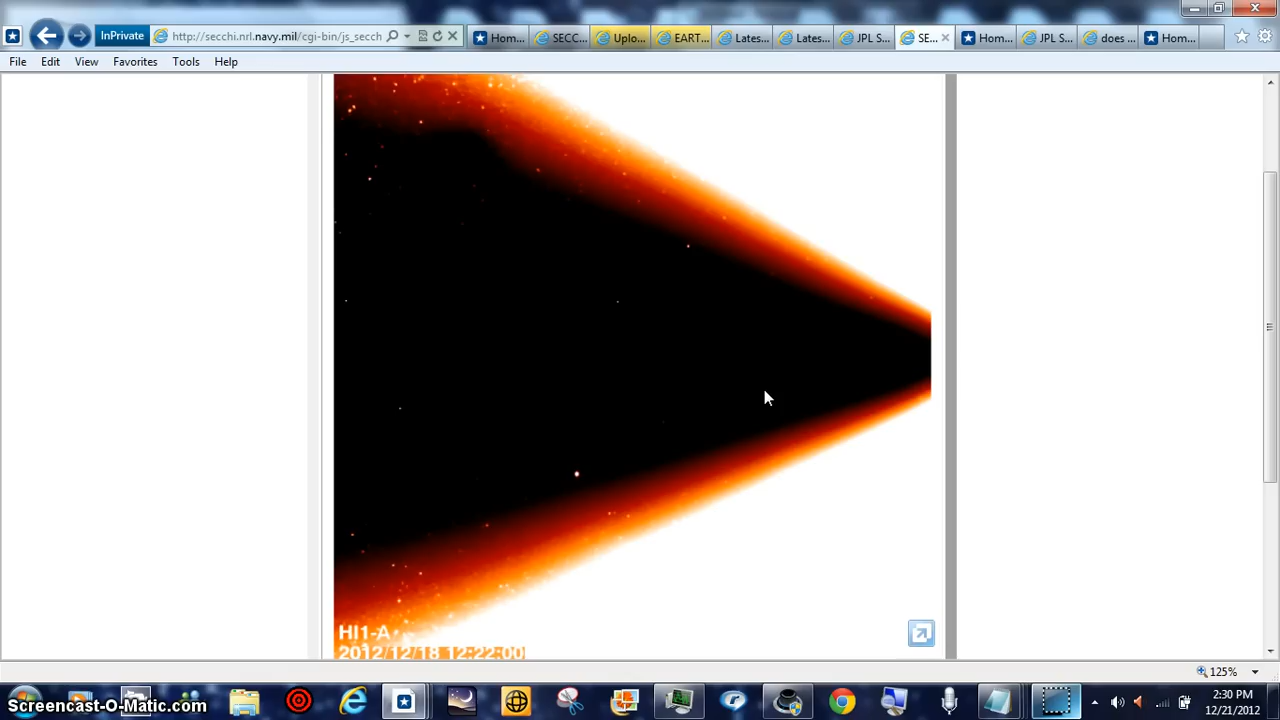 InPrivate http://secchi.nrl.navy.mil/cgi-bin/js_secch Hom... SECC... Uplo... EART... Lates... Lates... JPL S... SE... Hom... JPL S... does ... Hom...
File Edit View Favorites Tools Help
HI1-A
2012/12/18 12:22:00
125%
Screencast-O-Matic.com
2:30 PM
12/21/2012